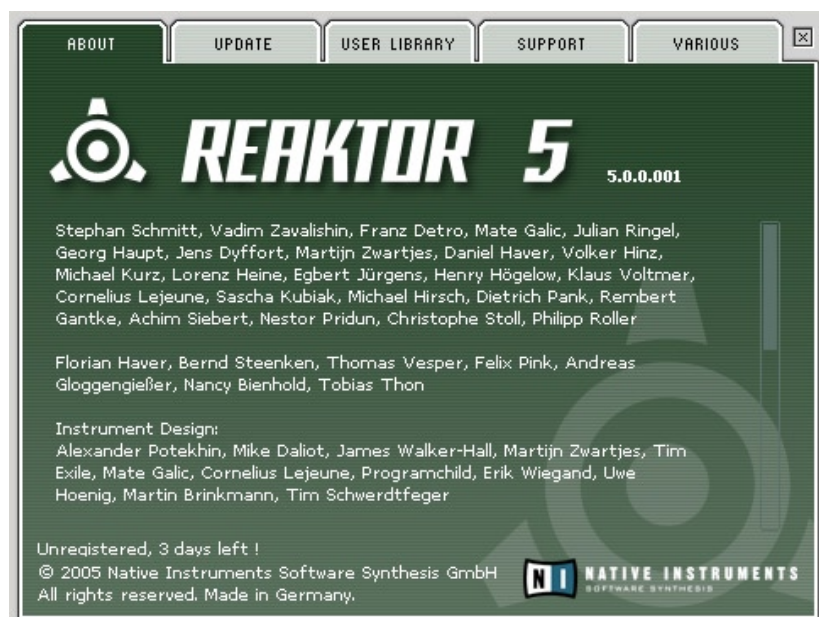 ABOUT UPDATE USER LIBRARY SUPPORT VARIOUS
REAKTOR 5 5.0.0.001
Stephan Schmitt, Vadim Zavalishin, Franz Detro, Mate Galic, Julian Ringel,
Georg Haupt, Jens Dyffort, Martijn Zwartjes, Daniel Haver, Volker Hinz,
Michael Kurz, Lorenz Heine, Egbert Jürgens, Henry Högelow, Klaus Voltmer,
Cornelius Lejeune, Sascha Kubiak, Michael Hirsch, Dietrich Pank, Rembert
Gantke, Achim Siebert, Nestor Pridun, Christophe Stoll, Philipp Roller
Florian Haver, Bernd Steenken, Thomas Vesper, Felix Pink, Andreas
Gloggengießer, Nancy Bienhold, Tobias Thon
Instrument Design:
Alexander Potekhin, Mike Daliot, James Walker-Hall, Martijn Zwartjes, Tim
Exile, Mate Galic, Cornelius Lejeune, Programchild, Erik Wiegand, Uwe
Hoenig, Martin Brinkmann, Tim Schwerdtfeger
Unregistered, 3 days left !
© 2005 Native Instruments Software Synthesis GmbH
All rights reserved. Made in Germany.
NI NATIVE INSTRUMENTS
SOFTWARE SYNTHESIS